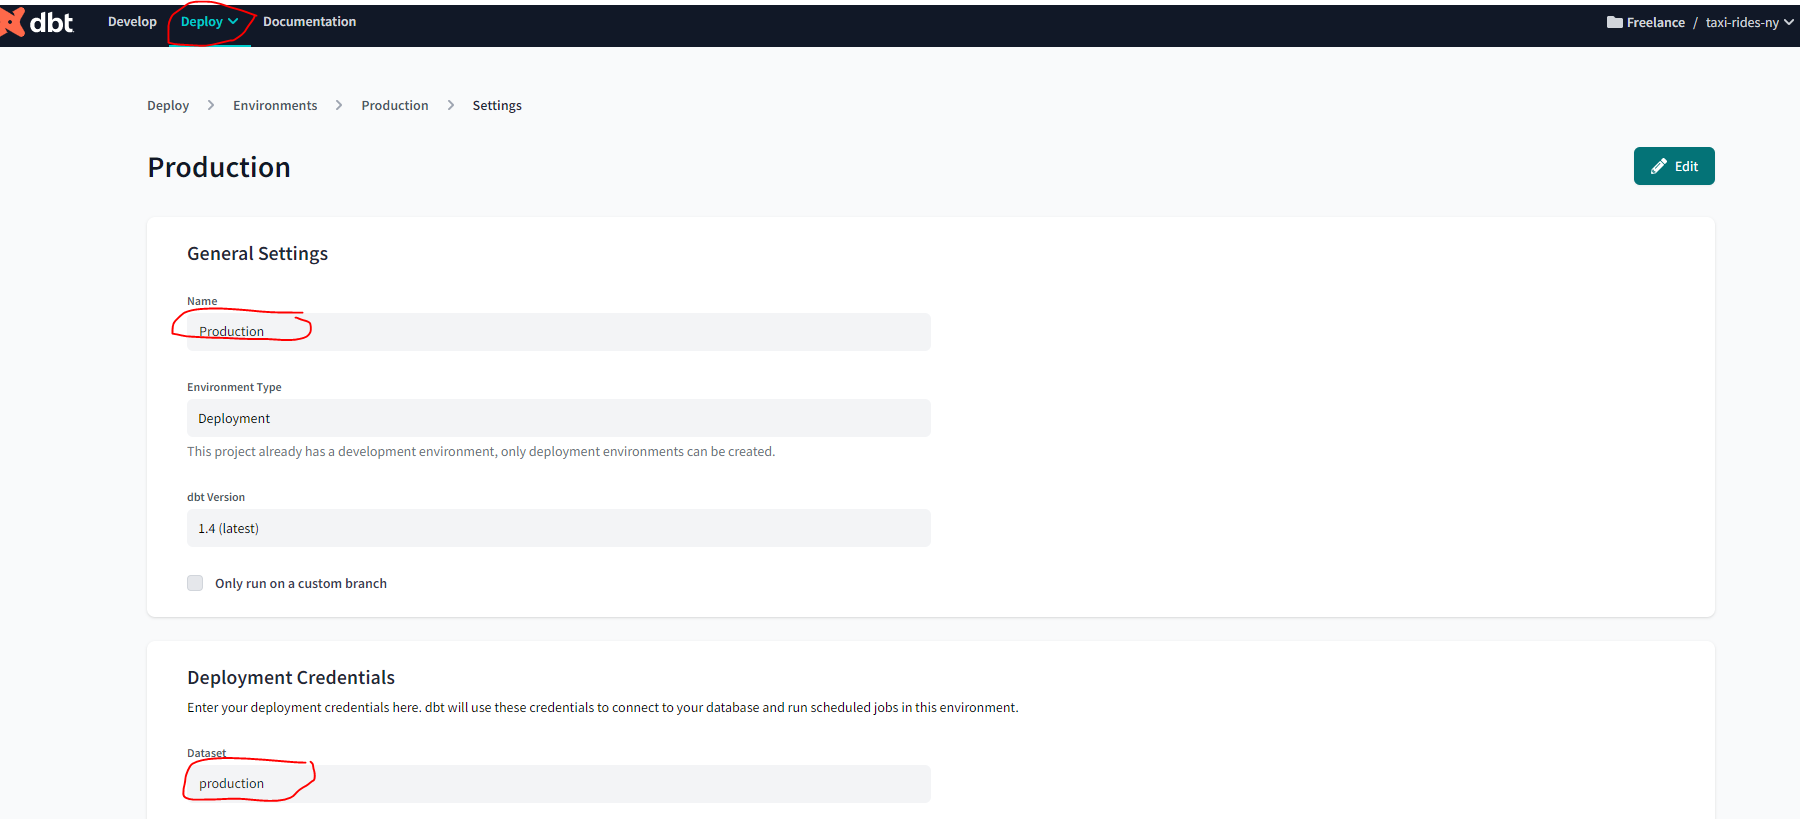 dbt Develop Deploy Documentation Freelance / taxi-rides-ny
Deploy > Environments > Production > Settings
Production
Edit
General Settings
Name
Production
Environment Type
Deployment
This project already has a development environment, only deployment environments can be created.
dbt Version
1.4 (latest)
Only run on a custom branch
Deployment Credentials
Enter your deployment credentials here. dbt will use these credentials to connect to your database and run scheduled jobs in this environment.
Dataset
production